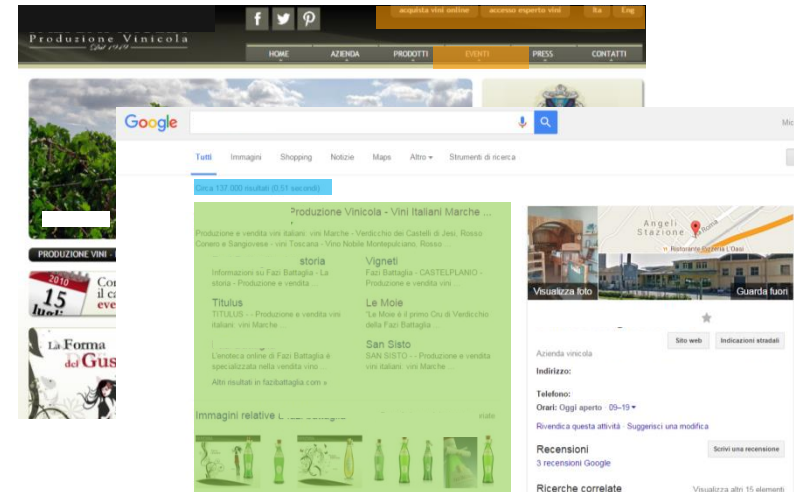 acquista vini online accesso esperto vini Ita Eng
Produzione Vinicola
Dal 1949
HOME AZIENDA PRODOTTI EVENTI PRESS CONTATTI
Google
Mic
Tutti Immagini Shopping Notizie Maps Altro Strumenti di ricerca
Circa 137.000 risultati (0,51 secondi)
Produzione Vinicola - Vini Italiani Marche ...
Produzione e vendita vini italiani: vini Marche - Verdicchio dei Castelli di Jesi, Rosso
Conero e Sangiovese - vini Toscana - Vino Nobile Montepulciano, Rosso ...
storia
Informazioni su Fazi Battaglia - La
storia - Produzione e vendita ...
Vigneti
Fazi Battaglia - CASTELPLANIO -
Produzione e vendita vini ...
Titulus
TITULUS - - Produzione e vendita vini
italiani: vini Marche ...
Le Moie
"Le Moie è il primo Cru di Verdicchio
della Fazi Battaglia ...
L'enoteca online di Fazi Battaglia è
specializzata nella vendita vino ...
San Sisto
SAN SISTO - - Produzione e vendita
vini italiani: vini Marche ...
Altri risultati in fazibattaglia.com »
Immagini relative
PRODUZIONE VINI -
2010
15
Con
il ca
eve
La Forma
del Gus
Angeli
Stazione
Roma
Ristorante Pizzeria L'Oasi
Visualizza foto
Guarda fuori
Sito web Indicazioni stradali
Azienda vinicola
Indirizzo:
Telefono:
Orari: Oggi aperto · 09–19
Rivendica questa attività · Suggerisci una modifica
Recensioni
Scrivi una recensione
3 recensioni Google
Ricerche correlate
Visualizza altri 15 elementi